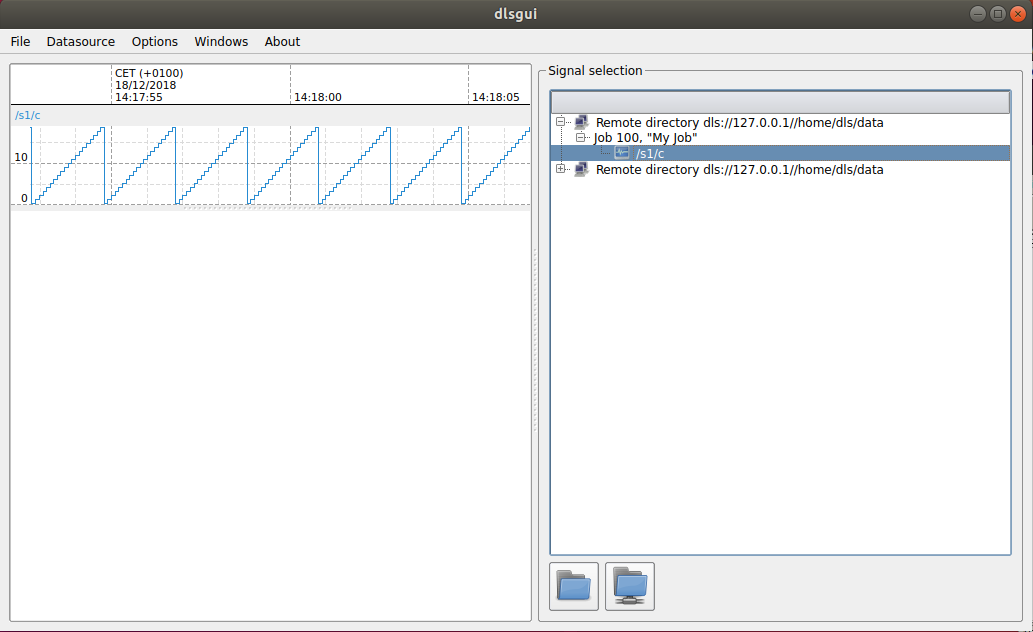 dlsgui
File Datasource Options Windows About
CET (+0100)
18/12/2018
14:17:55
14:18:00
14:18:05
/s1/c
10
0
Signal selection
Remote directory dls://127.0.0.1//home/dls/data
Job 100, "My Job"
/s1/c
Remote directory dls://127.0.0.1//home/dls/data